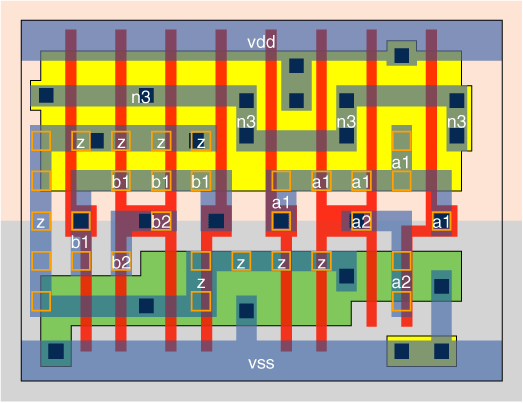 vdd
n3
n3 n3 n3
z z z z
a1
b1 b1 b1 a1 a1
a1
z b2 a2 a1
b1
b2 z z z
z a2
vss